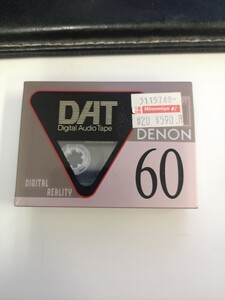 DAT
Digital Audio Tape
DENON
60
DIGITAL
REALITY